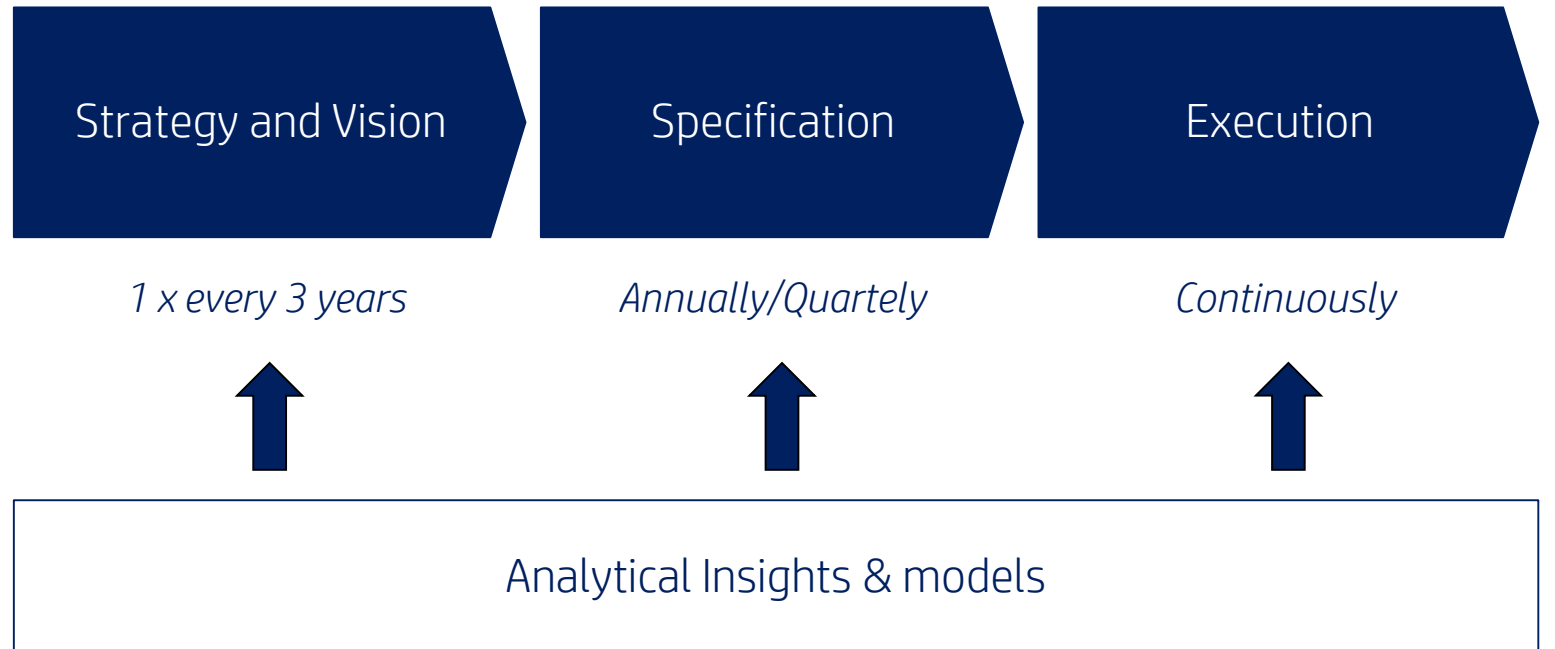 Strategy and Vision
Specification
Execution
1 x every 3 years
Annually/Quartely
Continuously
Analytical Insights & models